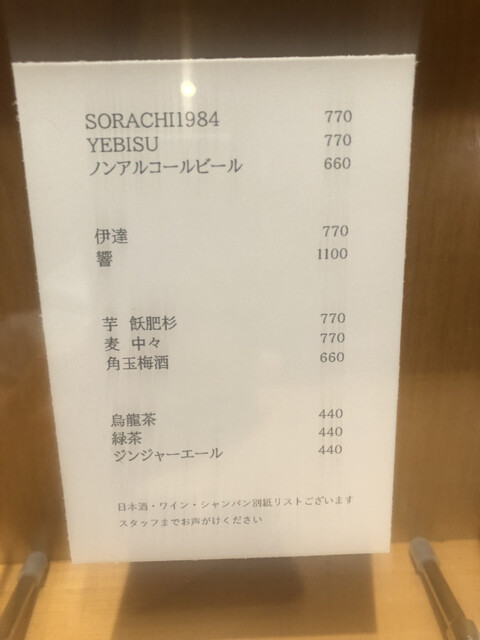 SORACHI1984 770
YEBISU 770
ノンアルコールビール 660
伊達 770
響 1100
芋 飫肥杉 770
麦 中々 770
角玉梅酒 660
烏龍茶 440
緑茶 440
ジンジャーエール 440
日本酒・ワイン・シャンパン別紙リストございます
スタッフまでお声がけください